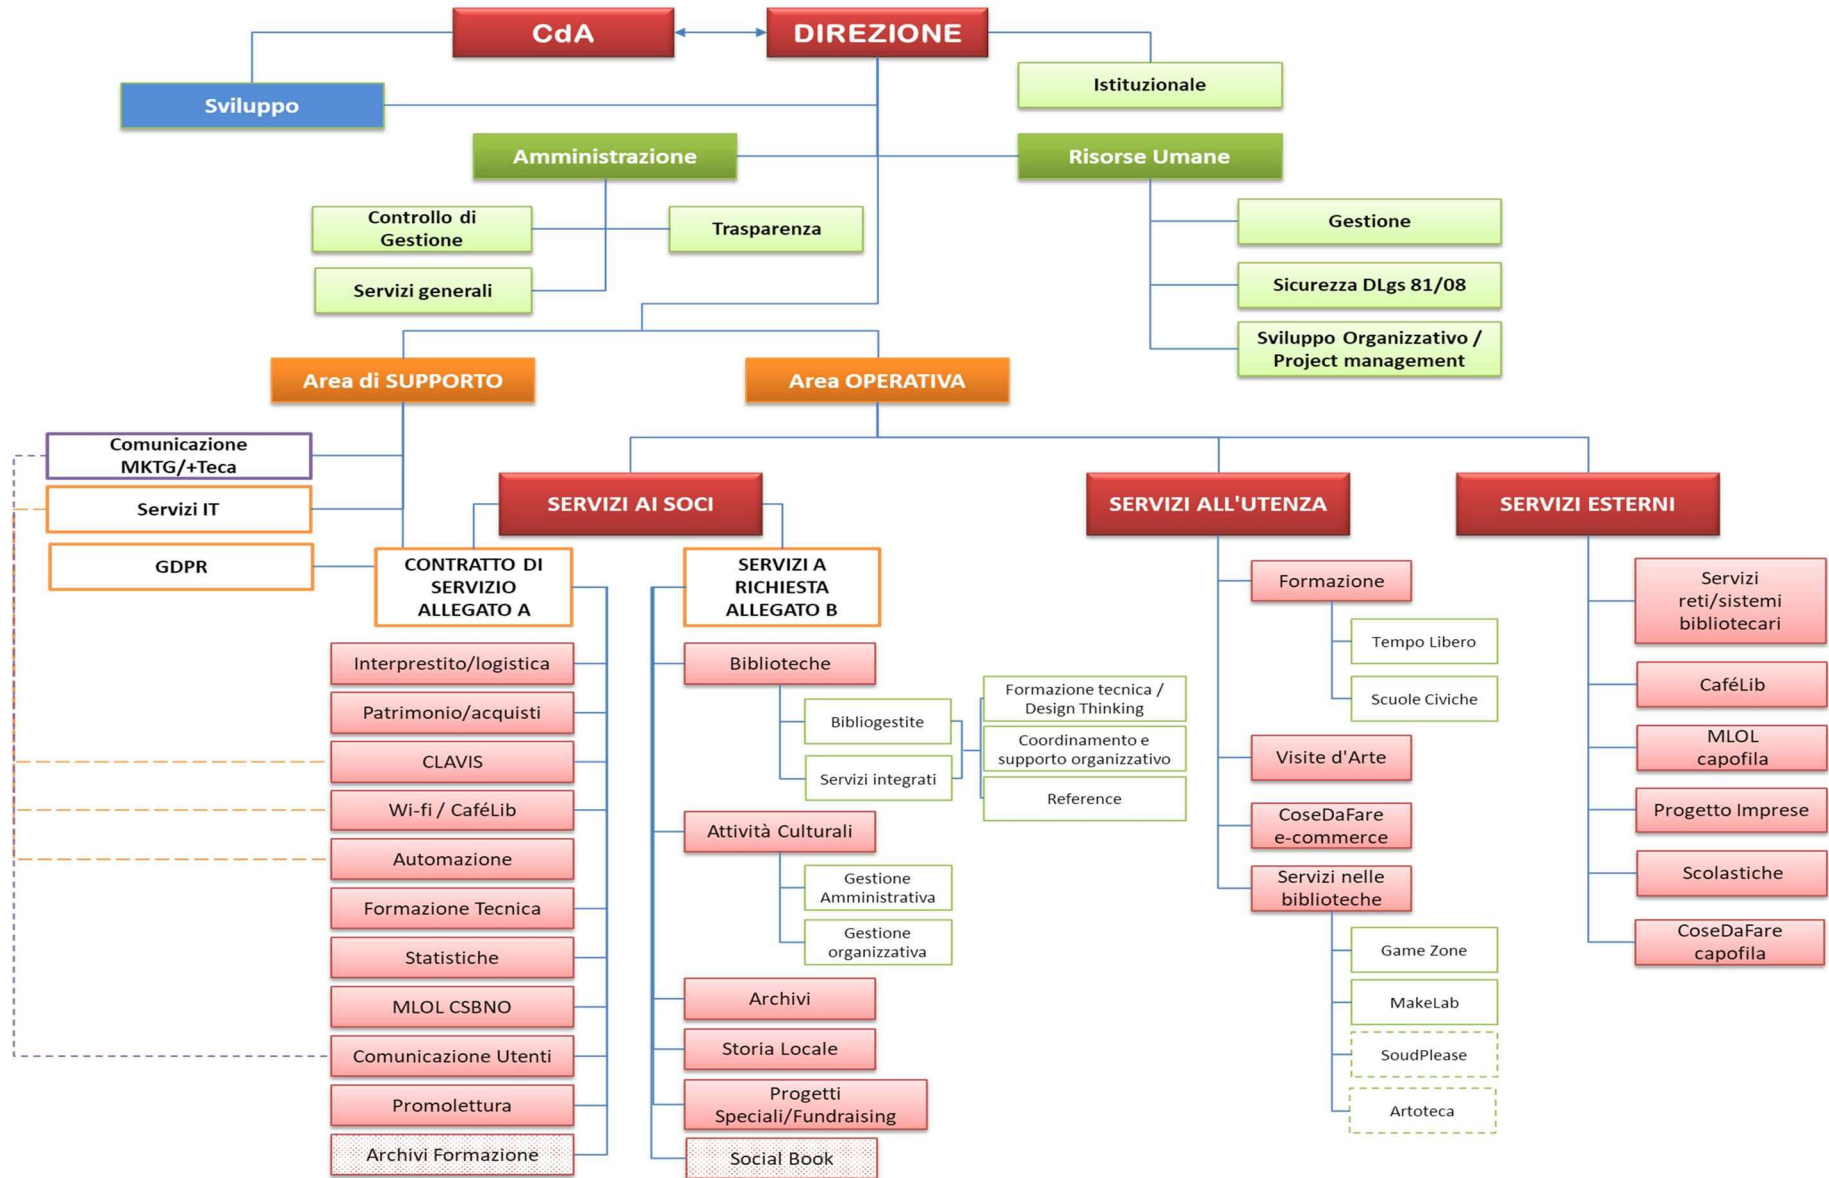 CdA
DIREZIONE
Sviluppo
Istituzionale
Amministrazione
Risorse Umane
Controllo di
Gestione
Trasparenza
Servizi generali
Gestione
Sicurezza DLgs 81/08
Sviluppo Organizzativo /
Project management
Area di SUPPORTO
Area OPERATIVA
Comunicazione
MKTG/+Teca
Servizi IT
GDPR
SERVIZI AI SOCI
SERVIZI ALL'UTENZA
SERVIZI ESTERNI
CONTRATTO DI
SERVIZIO
ALLEGATO A
Interprestito/logistica
Patrimonio/acquisti
CLAVIS
Wi-fi / CaféLib
Automazione
Formazione Tecnica
Statistiche
MLOL CSBNO
Comunicazione Utenti
Promolettura
Archivi Formazione
SERVIZI A
RICHIESTA
ALLEGATO B
Biblioteche
Bibliogestite
Servizi integrati
Formazione tecnica /
Design Thinking
Coordinamento e
supporto organizzativo
Reference
Attività Culturali
Gestione
Amministrativa
Gestione
organizzativa
Archivi
Storia Locale
Progetti
Speciali/Fundraising
Social Book
Formazione
Tempo Libero
Scuole Civiche
Visite d'Arte
CoseDaFare
e-commerce
Servizi nelle
biblioteche
Game Zone
MakeLab
SoudPlease
Artoteca
Servizi
reti/sistemi
bibliotecari
CaféLib
MLOL
capofila
Progetto Imprese
Scolastiche
CoseDaFare
capofila